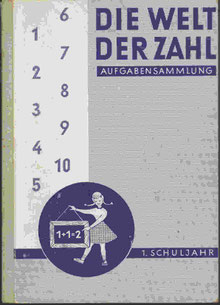 DIE WELT
DER ZAHL
AUFGABENSAMMLUNG
1
2
3
4
5
6
7
8
9
10
1+1=2
1. SCHULJAHR